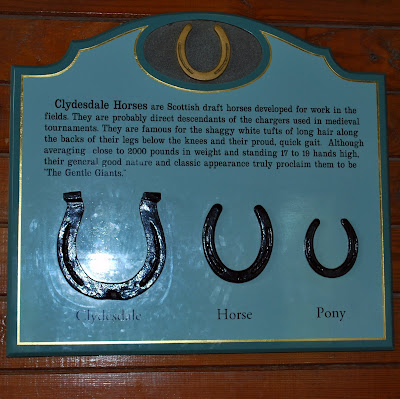 Clydesdale Horses are Scottish draft horses developed for work in the
fields. They are probably direct descendants of the chargers used in medieval
tournaments. They are famous for the shaggy white tufts of long hair along
the backs of their legs below the knees and their proud, quick gait. Although
averaging close to 2000 pounds in weight and standing 17 to 19 hands high,
their general good nature and classic appearance truly proclaim them to be
"The Gentle Giants."
Clydesdale Horse Pony